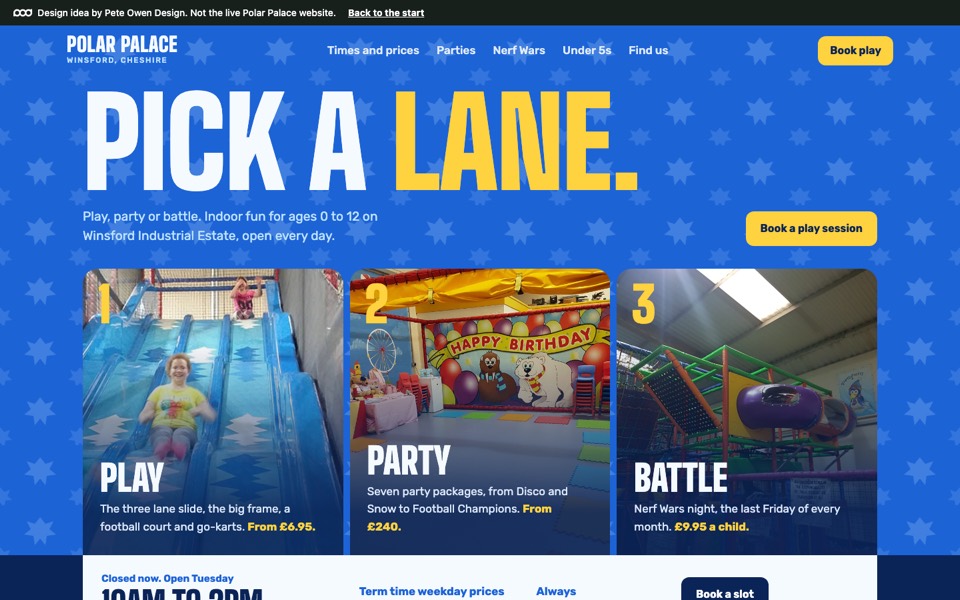 Design idea by Pete Owen Design. Not the live Polar Palace website. Back to the start
POLAR PALACE
WINSFORD, CHESHIRE
Times and prices Parties Nerf Wars Under 5s Find us
Book play
PICK A LANE.
Play, party or battle. Indoor fun for ages 0 to 12 on
Winsford Industrial Estate, open every day.
Book a play session
1
2
3
HAPPY BIRTHDAY
PLAY
The three lane slide, the big frame, a
football court and go-karts. From £6.95.
PARTY
Seven party packages, from Disco and
Snow to Football Champions. From
£240.
BATTLE
Nerf Wars night, the last Friday of every
month. £9.95 a child.
Closed now. Open Tuesday
10AM TO 3PM
Term time weekday prices
Always
Book a slot